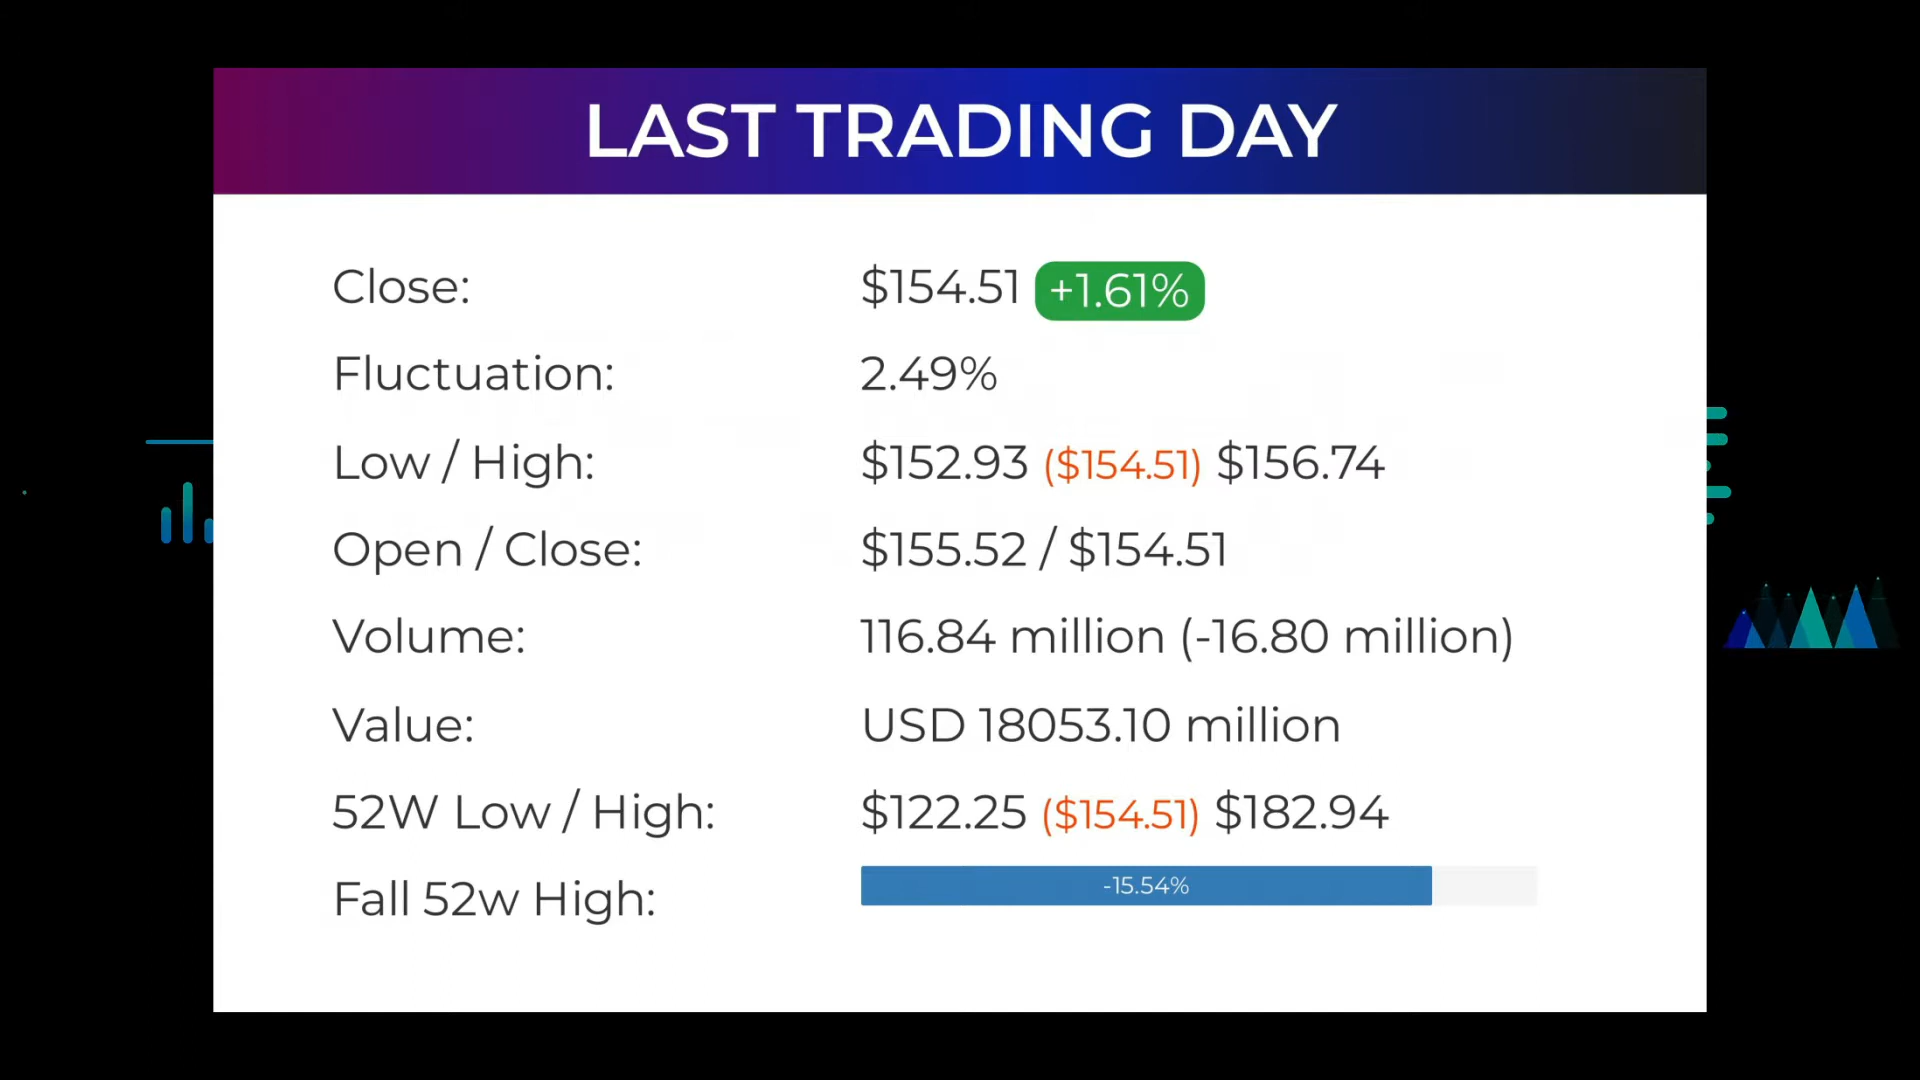 LAST TRADING DAY
Close: $154.51 +1.61%
Fluctuation: 2.49%
Low / High: $152.93 ($154.51) $156.74
Open / Close: $155.52 / $154.51
Volume: 116.84 million (-16.80 million)
Value: USD 18053.10 million
52W Low / High: $122.25 ($154.51) $182.94
Fall 52w High: -15.54%